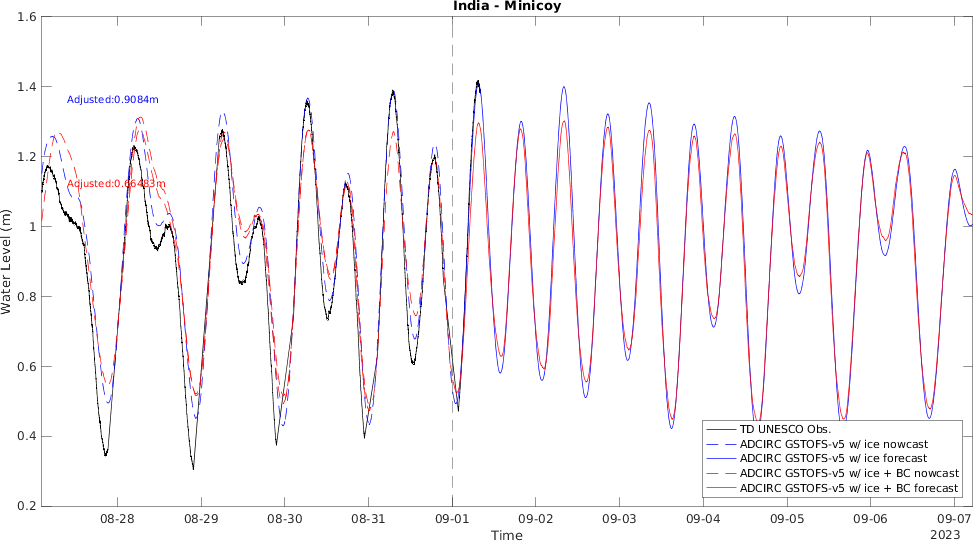 India - Minicoy
Water Level (m)
1.6
1.4
1.2
1
0.8
0.6
0.4
0.2
Adjusted:0.9084m
Adjusted:0.66483m
TD UNESCO Obs.
ADCIRC GSTOFS-v5 w/ ice nowcast
ADCIRC GSTOFS-v5 w/ ice forecast
ADCIRC GSTOFS-v5 w/ ice + BC nowcast
ADCIRC GSTOFS-v5 w/ ice + BC forecast
08-28 08-29 08-30 08-31 09-01 09-02 09-03 09-04 09-05 09-06 09-07
2023
Time